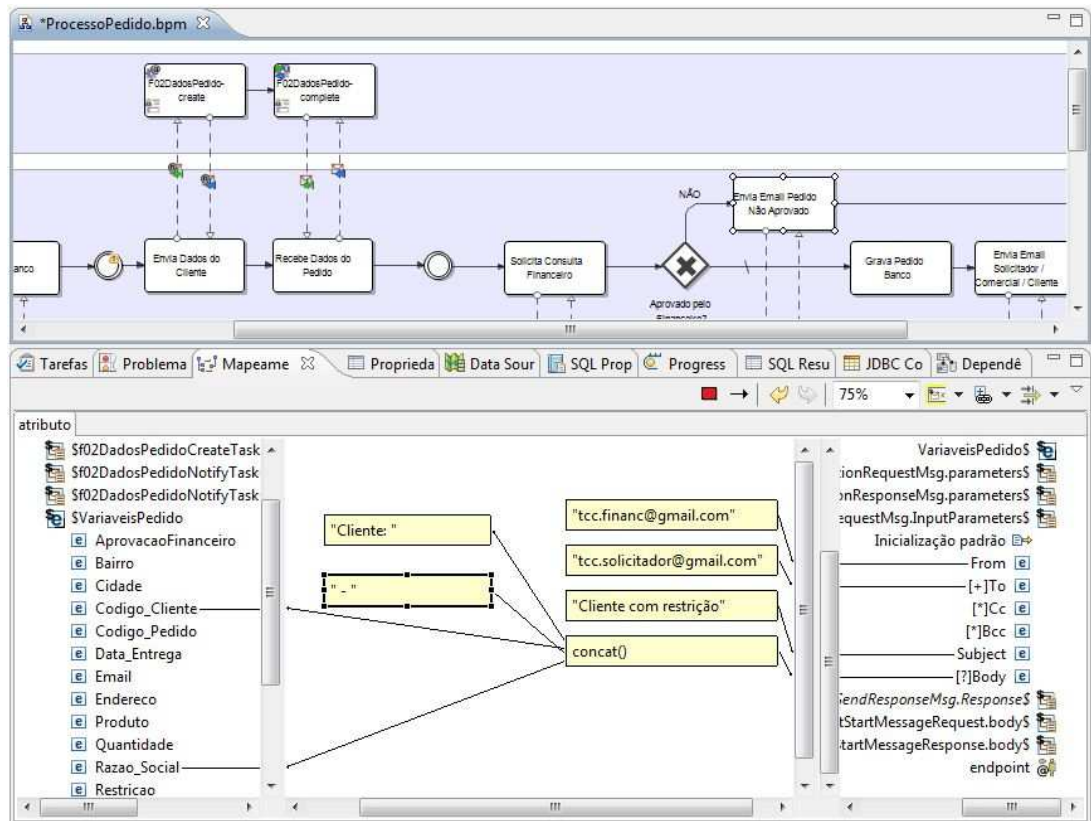 *ProcessoPedido.bpm
F02DadosPedido-
create
F02DadosPedido-
complete
NÃO
Envia Email Pedido
Não Aprovado
anco
Envia Dados do
Cliente
Recebe Dados do
Pedido
Solicita Consulta
Financeiro
Grava Pedido
Banco
Envia Email
Solicitador /
Comercial / Cliente
Aprovado pelo
Financeiro?
Tarefas
Problema
Mapeame
Proprieda
Data Sour
SQL Prop
Progress
SQL Resu
JDBC Co
Dependê
75%
atributo
$f02DadosPedidoCreateTask
$f02DadosPedidoNotifyTask
$f02DadosPedidoNotifyTask
$VariaveisPedido
AprovacaoFinanceiro
Bairro
Cidade
Codigo_Cliente
Codigo_Pedido
Data_Entrega
Email
Endereco
Produto
Quantidade
Razao_Social
Restricao
"Cliente: "
" - "
"tcc.financ@gmail.com"
"tcc.solicitador@gmail.com"
"Cliente com restrição"
concat()
VariaveisPedido$
tionRequestMsg.parameters$
onResponseMsg.parameters$
equestMsg.InputParameters$
Inicialização padrão
From
[+]To
[*]Cc
[*]Bcc
Subject
[?]Body
SendResponseMsg.Response$
tStartMessageRequest.body$
tartMessageResponse.body$
endpoint